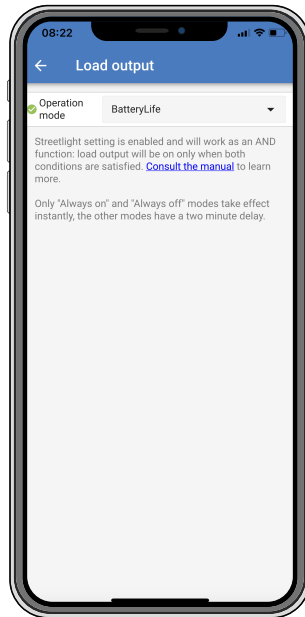 08:22
Load output
Operation
mode
BatteryLife
Streetlight setting is enabled and will work as an AND
function: load output will be on only when both
conditions are satisfied. Consult the manual to learn
more.
Only "Always on" and "Always off" modes take effect
instantly, the other modes have a two minute delay.